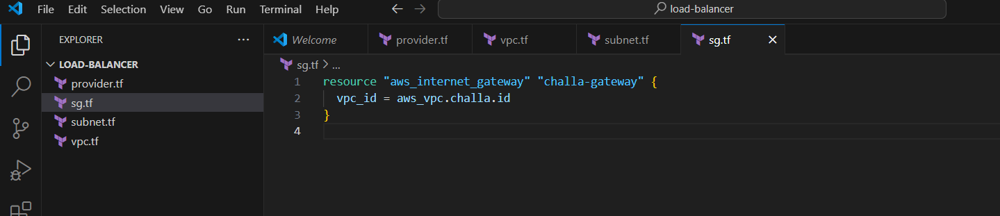 File Edit Selection View Go Run Terminal Help load-balancer
EXPLORER ...
LOAD-BALANCER
provider.tf
sg.tf
subnet.tf
vpc.tf
Welcome provider.tf vpc.tf subnet.tf sg.tf
sg.tf > ...
1 resource "aws_internet_gateway" "challa-gateway" {
2 vpc_id = aws_vpc.challa.id
3 }
4